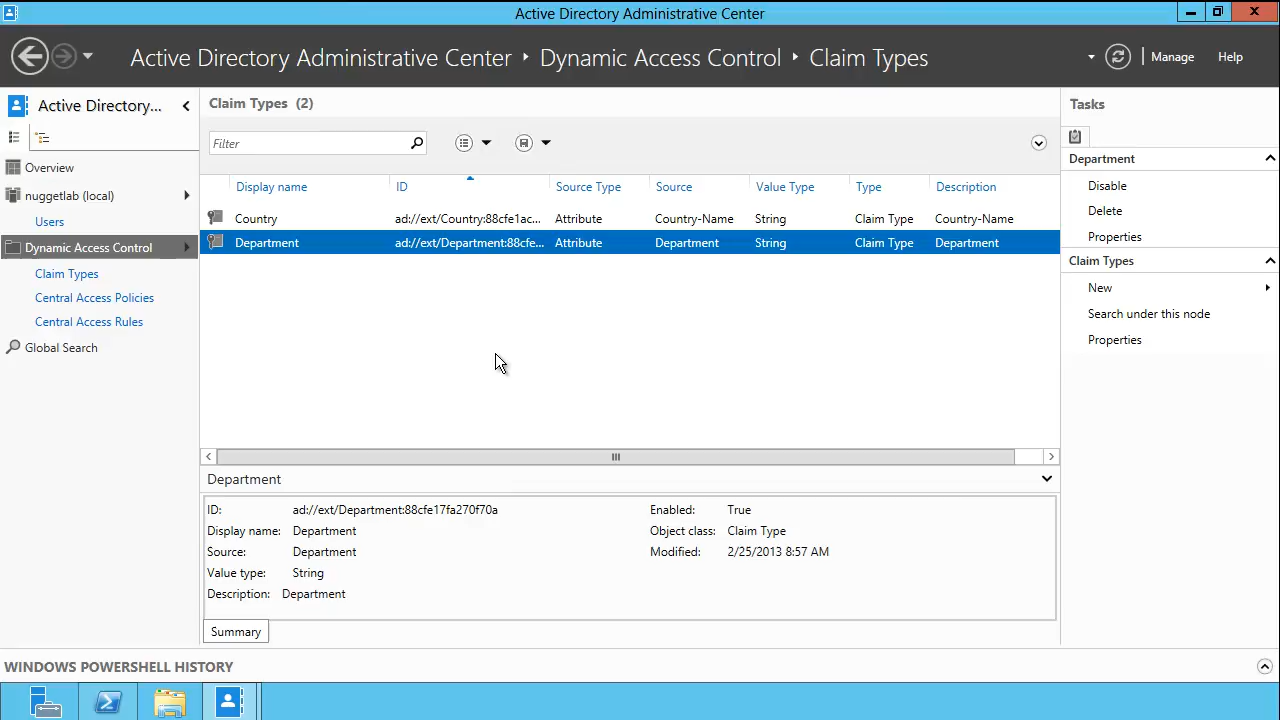 Active Directory Administrative Center
Active Directory Administrative Center ‣ Dynamic Access Control ‣ Claim Types
Manage
Help
Active Directory...
Overview
nuggetlab (local)
Users
Dynamic Access Control
Claim Types
Central Access Policies
Central Access Rules
Global Search
Claim Types (2)
Filter
Display name ID Source Type Source Value Type Type Description
Country ad://ext/Country:88cfe1ac... Attribute Country-Name String Claim Type Country-Name
Department ad://ext/Department:88cfe... Attribute Department String Claim Type Department
Department
ID: ad://ext/Department:88cfe17fa270f70a Enabled: True
Display name: Department Object class: Claim Type
Source: Department Modified: 2/25/2013 8:57 AM
Value type: String
Description: Department
Summary
Tasks
Department
Disable
Delete
Properties
Claim Types
New
Search under this node
Properties
WINDOWS POWERSHELL HISTORY